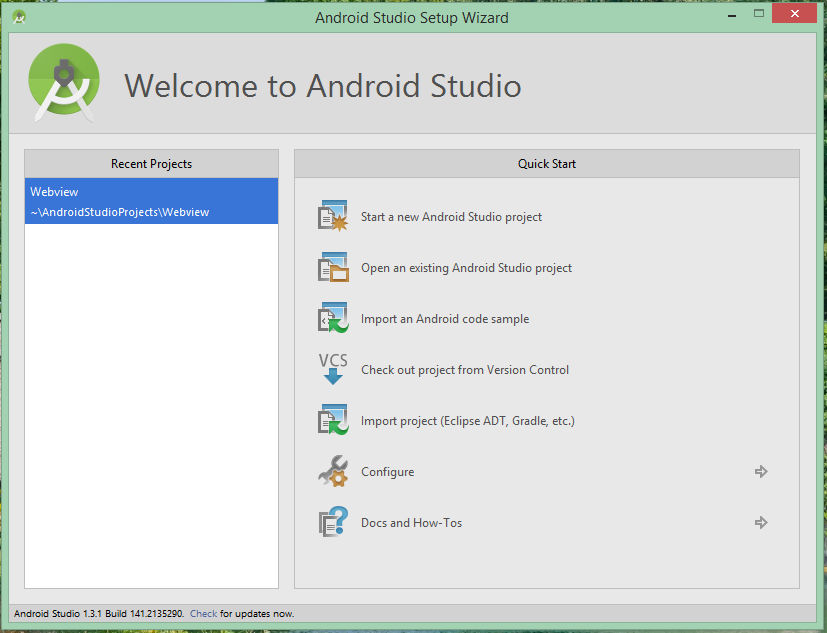 Android Studio Setup Wizard
Welcome to Android Studio
Recent Projects
Webview
~\AndroidStudioProjects\Webview
Quick Start
Start a new Android Studio project
Open an existing Android Studio project
Import an Android code sample
VCS
Check out project from Version Control
Import project (Eclipse ADT, Gradle, etc.)
Configure
Docs and How-Tos
Android Studio 1.3.1 Build 141.2135290. Check for updates now.